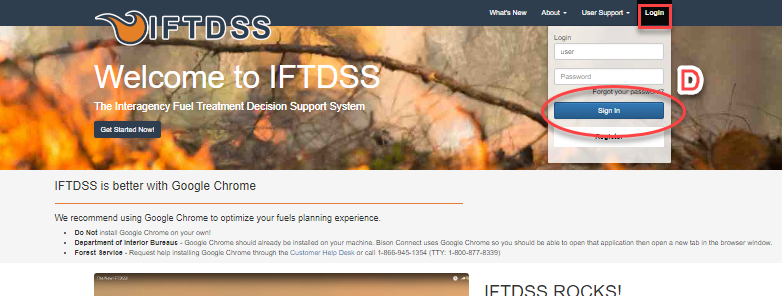 IFTDSS
What's New
About
User Support
Login
Login
user
Password
Forgot your password?
Sign In
Register
D
Welcome to IFTDSS
The Interagency Fuel Treatment Decision Support System
Get Started Now!
IFTDSS is better with Google Chrome
We recommend using Google Chrome to optimize your fuels planning experience.
• Do Not install Google Chrome on your own!
• Department of Interior Bureaus - Google Chrome should already be installed on your machine. Bison Connect uses Google Chrome so you should be able to open that application then open a new tab in the browser window.
• Forest Service - Request help installing Google Chrome through the Customer Help Desk or call 1-866-945-1354 (TTY: 1-800-877-8339)
The New IFTDSS
IFTDSS ROCKS!